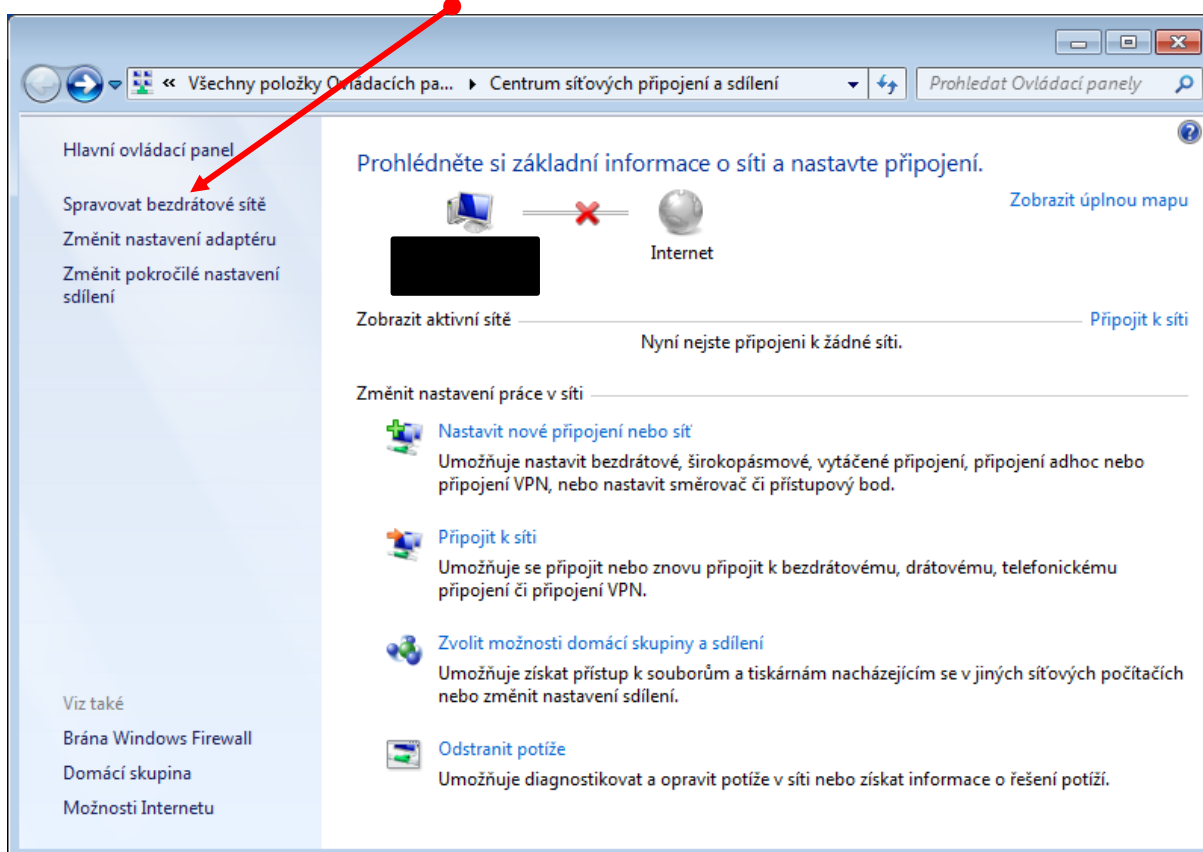 « Všechny položky Ovládacích pa... Centrum síťových připojení a sdílení
Prohledat Ovládací panely
Hlavní ovládací panel
Spravovat bezdrátové sítě
Změnit nastavení adaptéru
Změnit pokročilé nastavení
sdílení
Prohlédněte si základní informace o síti a nastavte připojení.
Zobrazit úplnou mapu
Internet
Zobrazit aktivní sítě
Připojit k síti
Nyní nejste připojeni k žádné síti.
Změnit nastavení práce v síti
Nastavit nové připojení nebo síť
Umožňuje nastavit bezdrátové, širokopásmové, vytáčené připojení, připojení adhoc nebo
připojení VPN, nebo nastavit směrovač či přístupový bod.
Připojit k síti
Umožňuje se připojit nebo znovu připojit k bezdrátovému, drátovému, telefonickému
připojení či připojení VPN.
Zvolit možnosti domácí skupiny a sdílení
Umožňuje získat přístup k souborům a tiskárnám nacházejícím se v jiných síťových počítačích
nebo změnit nastavení sdílení.
Odstranit potíže
Umožňuje diagnostikovat a opravit potíže v síti nebo získat informace o řešení potíží.
Viz také
Brána Windows Firewall
Domácí skupina
Možnosti Internetu